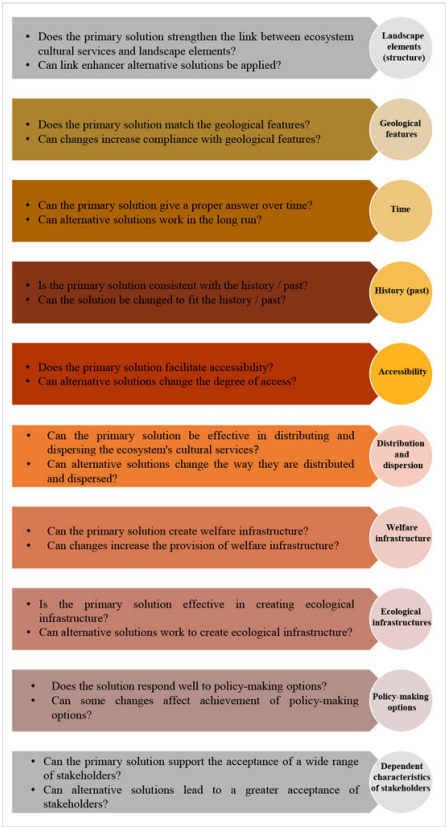 • Does the primary solution strengthen the link between ecosystem
cultural services and landscape elements?
• Can link enhancer alternative solutions be applied?
Landscape
elements
(structure)
• Does the primary solution match the geological features?
• Can changes increase compliance with geological features?
Geological
features
• Can the primary solution give a proper answer over time?
• Can alternative solutions work in the long run?
Time
• Is the primary solution consistent with the history / past?
• Can the solution be changed to fit the history / past?
History (past)
• Does the primary solution facilitate accessibility?
• Can alternative solutions change the degree of access?
Accessibility
• Can the primary solution be effective in distributing and
dispersing the ecosystem's cultural services?
• Can alternative solutions change the way they are distributed
and dispersed?
Distribution
and
dispersion
• Can the primary solution create welfare infrastructure?
• Can changes increase the provision of welfare infrastructure?
Welfare
infrastructure
• Is the primary solution effective in creating ecological
infrastructure?
• Can alternative solutions work to create ecological infrastructure?
Ecological
infrastructures
• Does the solution respond well to policy-making options?
• Can some changes affect achievement of policy-making
options?
Policy-making
options
• Can the primary solution support the acceptance of a wide range
of stakeholders?
• Can alternative solutions lead to a greater acceptance of
stakeholders?
Dependent
characteristics
of stakeholders